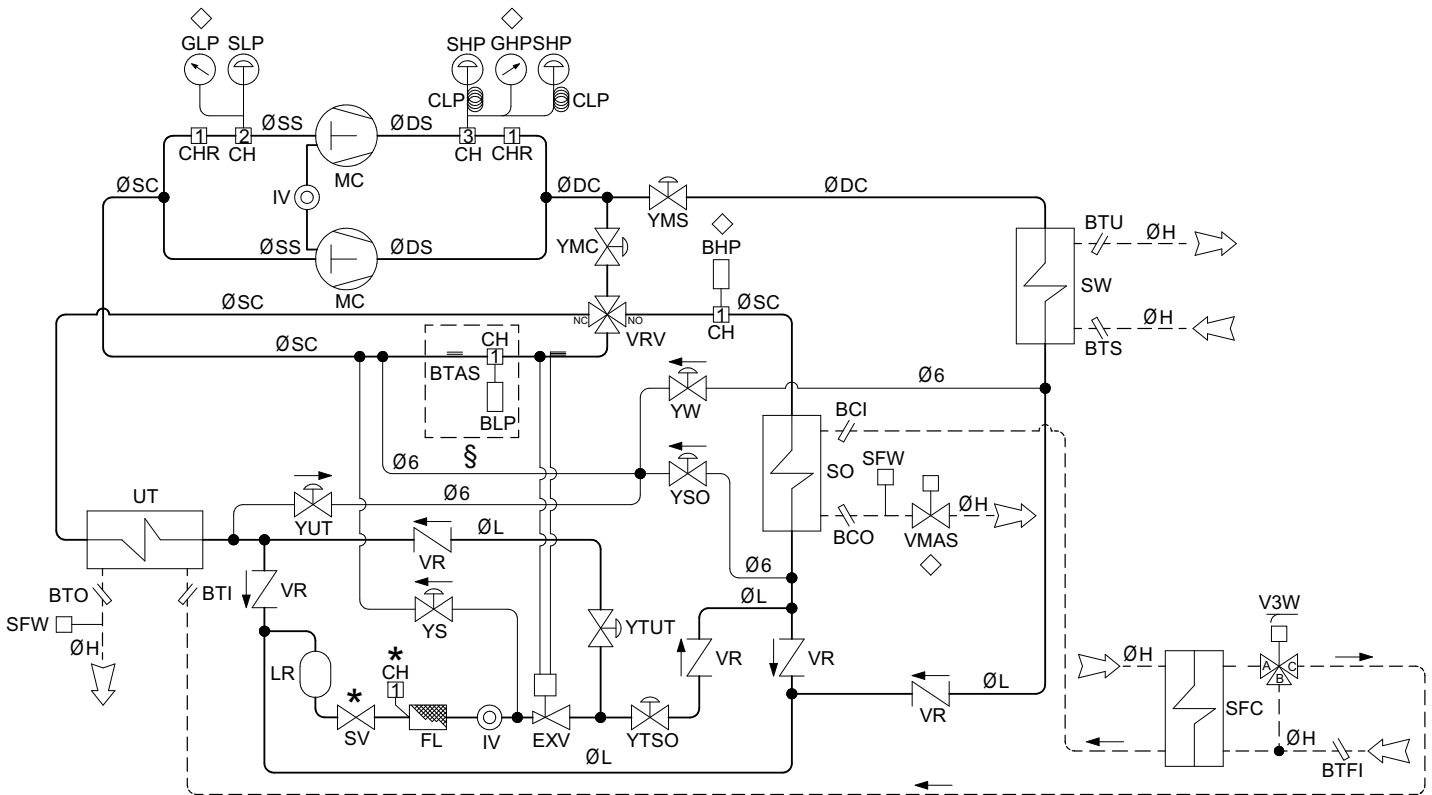 GLP SLP SHP GHP SHP
CLP CLP
1 2 ØSS ØDS 3 1
CHR CH MC CH CHR
ØSC IV ØDC YMS ØDC
ØSS ØDS YMC BHP BTU ØH
MC SW
ØSC NC NO VRV 1 ØSC CH BTS ØH
ØSC CH
BTAS 1
BLP
YW Ø6
BCI
§
Ø6 YSO SO SFW
UT YUT Ø6 BCO VMAS ØH
VR ØL
Ø6
BTO BTI VR ØL V3W
SFW YS YTUT
ØH VR VR ØH A C B
LR * CH 1 * ØL SFC
SV FL IV EXV YTSO VR
ØL ØH
BTFI